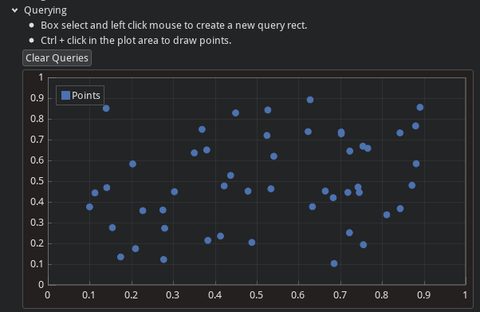 Querying
Box select and left click mouse to create a new query rect.
Ctrl + click in the plot area to draw points.
Clear Queries
1
0.9
Points
0.8
0.7
0.6
0.5
0.4
0.3
0.2
0.1
0
0 0.1 0.2 0.3 0.4 0.5 0.6 0.7 0.8 0.9 1